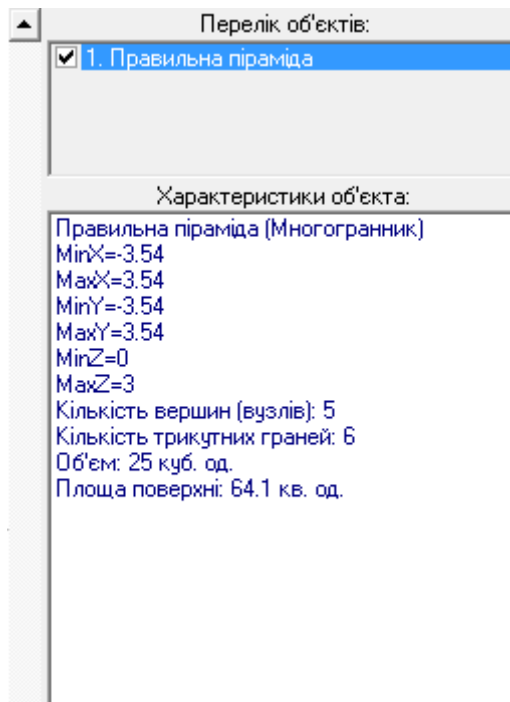 Перелік об'єктів:
1. Правильна піраміда
Характеристики об'єкта:
Правильна піраміда (Многогранник)
MinX=-3.54
MaxX=3.54
MinY=-3.54
MaxY=3.54
MinZ=0
MaxZ=3
Кількість вершин (вузлів): 5
Кількість трикутних граней: 6
Об'єм: 25 куб. од.
Площа поверхні: 64.1 кв. од.